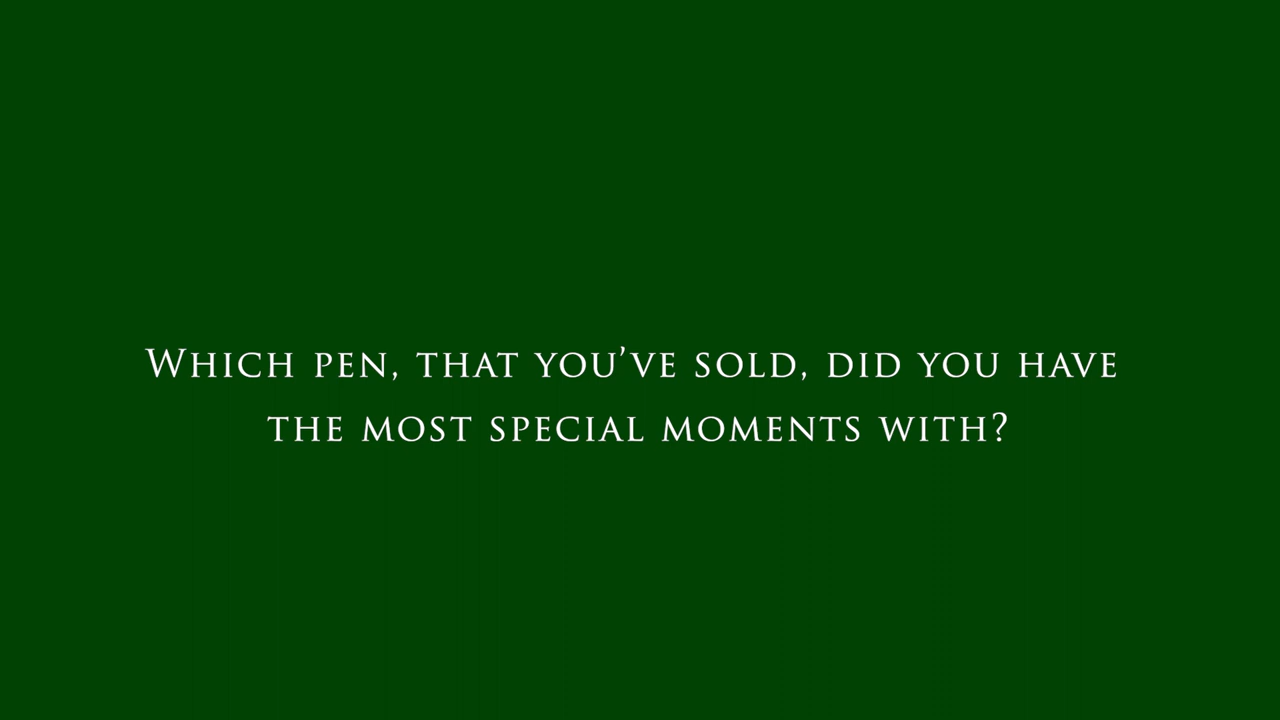 Which pen, that you’ve sold, did you have
the most special moments with?